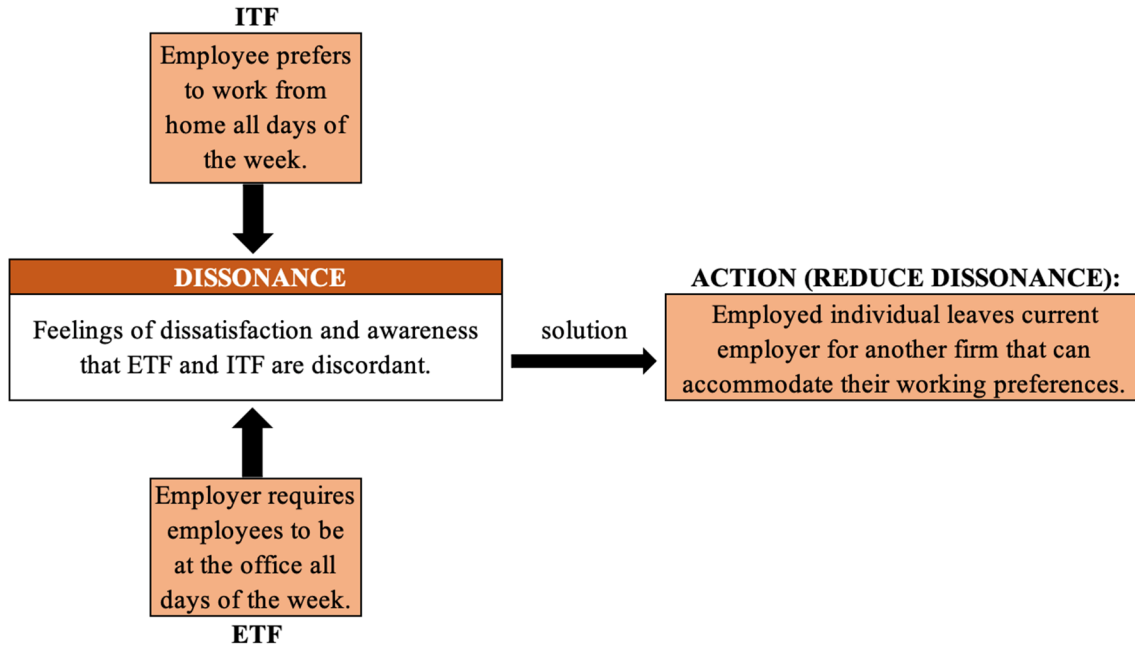 ITF
Employee prefers
to work from
home all days of
the week.
DISSONANCE
Feelings of dissatisfaction and awareness
that ETF and ITF are discordant.
solution
ACTION (REDUCE DISSONANCE):
Employed individual leaves current
employer for another firm that can
accommodate their working preferences.
Employer requires
employees to be
at the office all
days of the week.
ETF